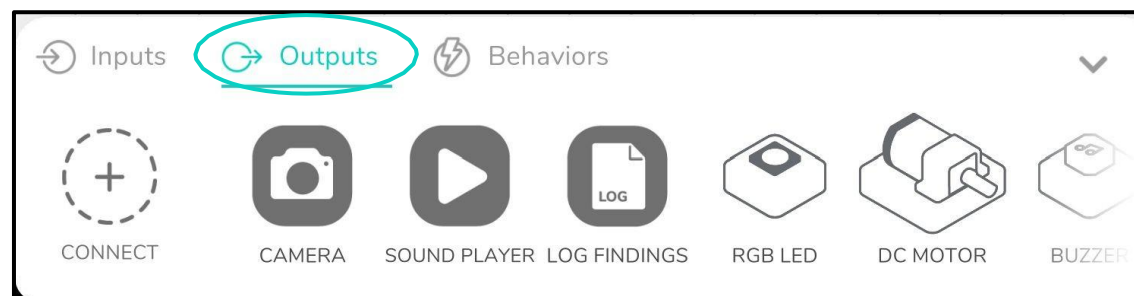 Inputs Outputs Behaviors
LOG
CONNECT CAMERA SOUND PLAYER LOG FINDINGS RGB LED DC MOTOR BUZZER